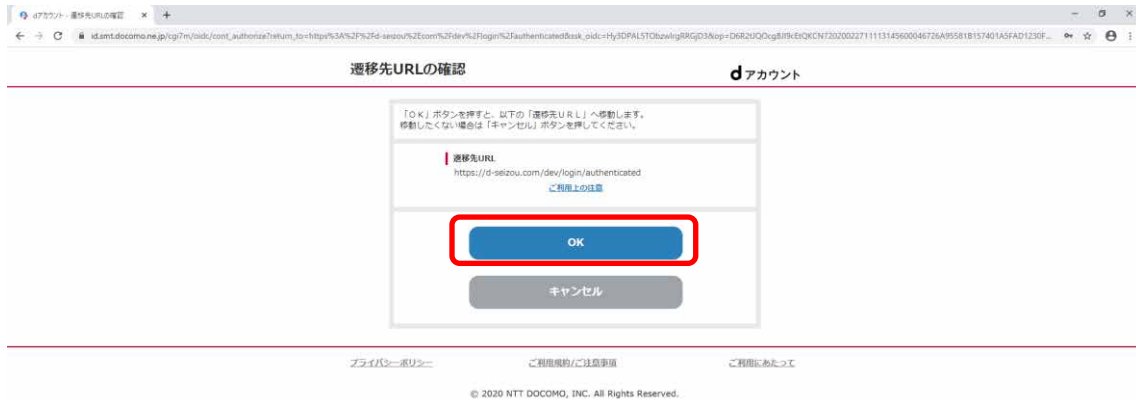 dアカウント - 遷移先URLの確認
遷移先URLの確認
dアカウント
「OK」ボタンを押すと、以下の「遷移先URL」へ移動します。
移動したくない場合は「キャンセル」ボタンを押してください。
遷移先URL
https://d-seizou.com/dev/login/authenticated
ご利用上の注意
OK
キャンセル
プライバシーポリシー
ご利用規約/ご注意事項
ご利用にあたって
© 2020 NTT DOCOMO, INC. All Rights Reserved.